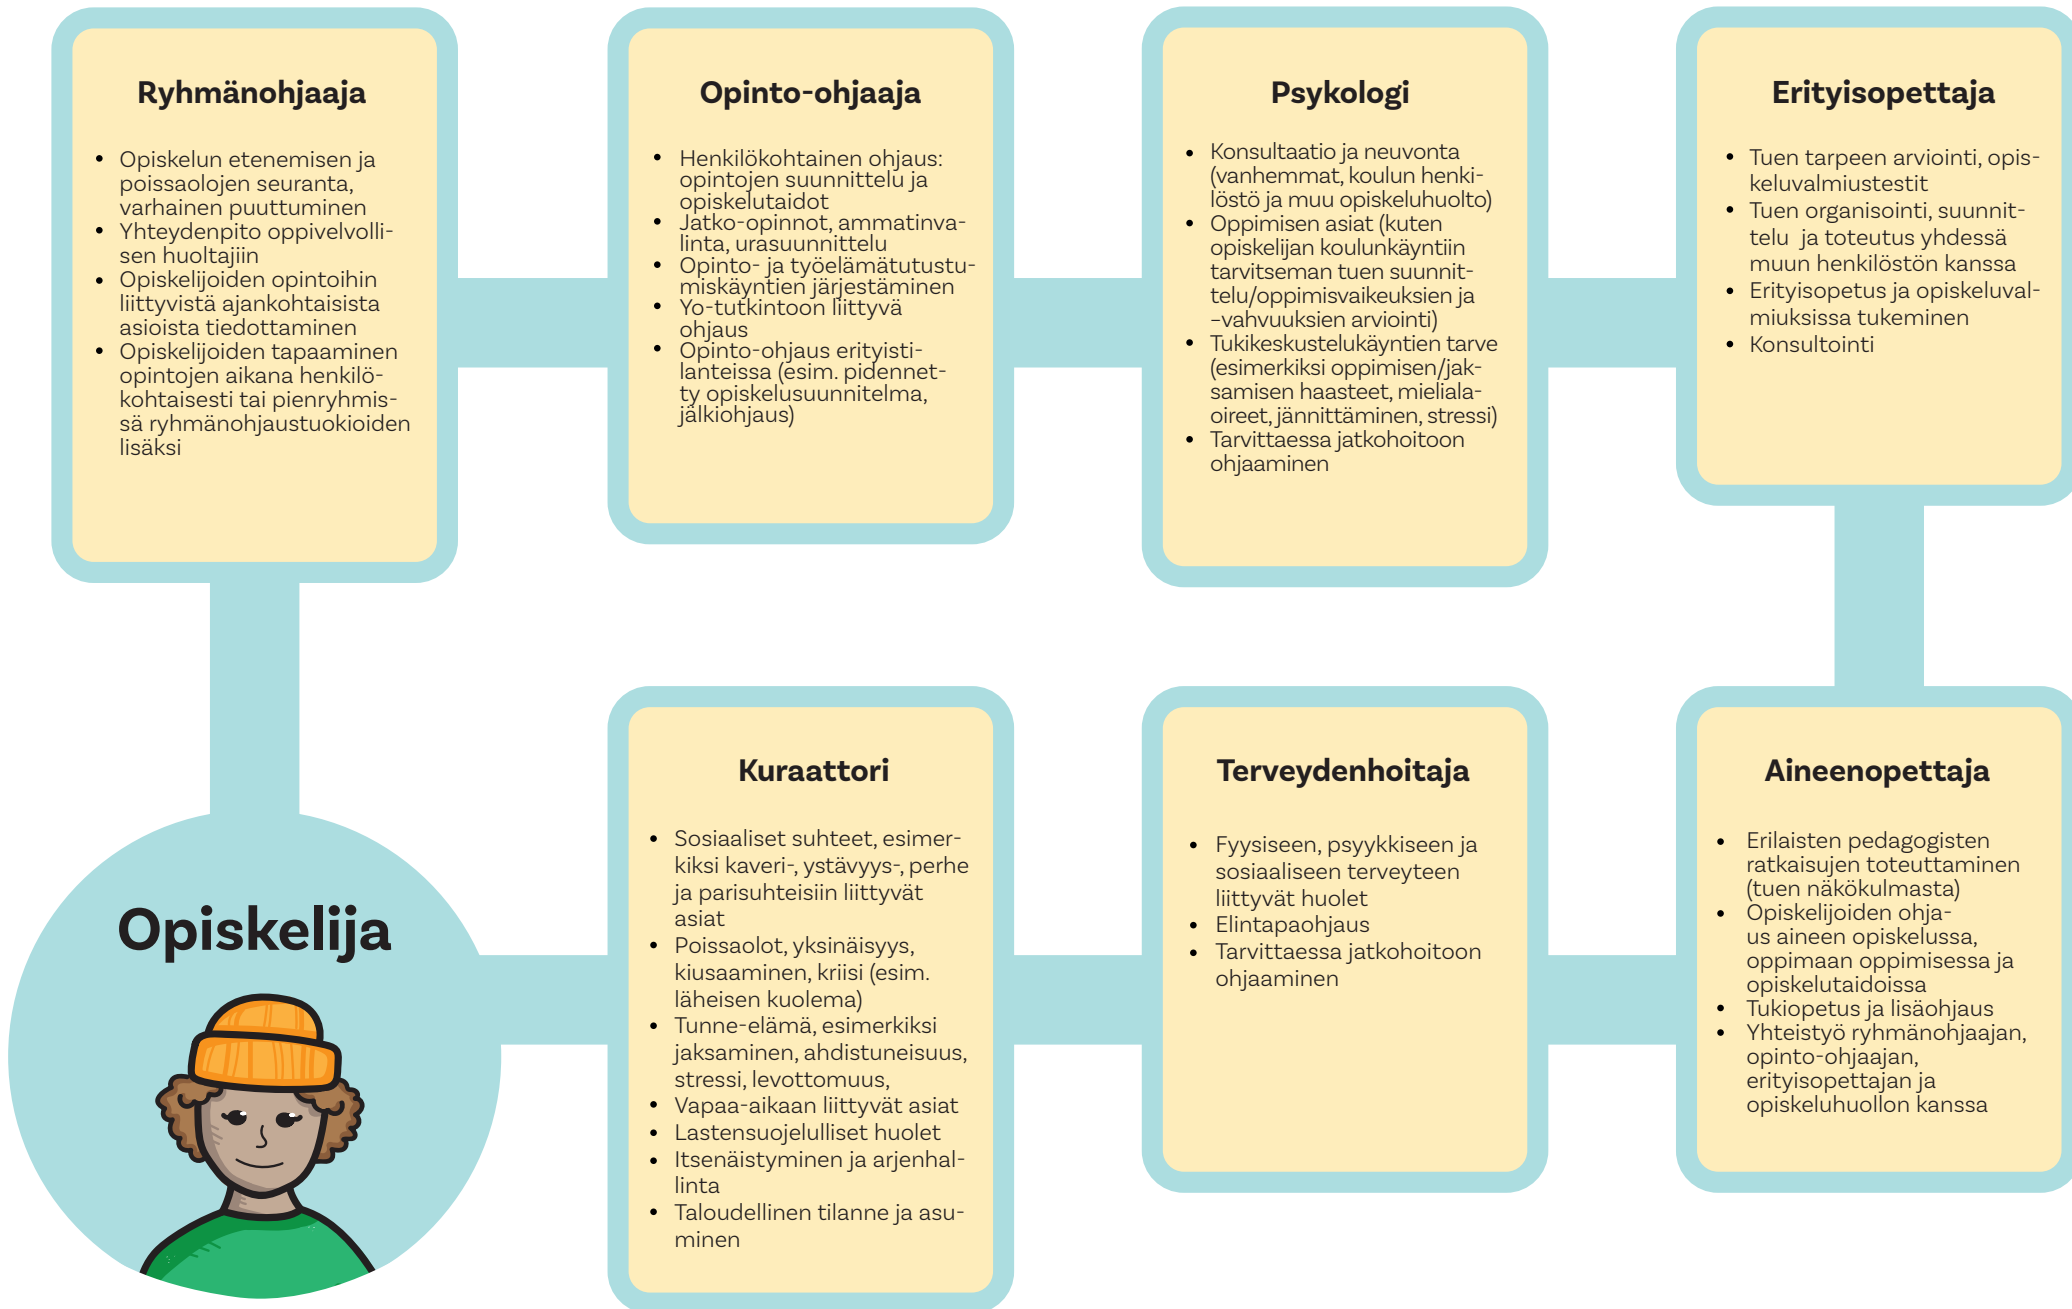 Ryhmänohjaaja
• Opiskelun etenemisen ja
poissaolojen seuranta,
varhainen puuttuminen
• Yhteydenpito oppivelvolli-
sen huoltajiin
• Opiskelijoiden opintoihin
liittyvistä ajankohtaisista
asioista tiedottaminen
• Opiskelijoiden tapaaminen
opintojen aikana henkilö-
kohtaisesti tai pienryhmis-
sä ryhmänohjaustuokioiden
lisäksi
Opinto-ohjaaja
• Henkilökohtainen ohjaus:
opintojen suunnittelu ja
opiskelutaidot
• Jatko-opinnot, ammatinva-
linta, urasuunnittelu
• Opinto- ja työelämätutustu-
miskäyntien järjestäminen
• Yo-tutkintoon liittyvä
ohjaus
• Opinto-ohjaus erityisti-
lanteissa (esim. pidennet-
ty opiskelusuunnitelma,
jälkiohjaus)
Psykologi
• Konsultaatio ja neuvonta
(vanhemmat, koulun henki-
löstö ja muu opiskeluhuolto)
• Oppimisen asiat (kuten
opiskelijan koulunkäyntiin
tarvitseman tuen suunnit-
telu/oppimisvaikeuksien ja
–vahvuuksien arviointi)
• Tukikeskustelukäyntien tarve
(esimerkiksi oppimisen/jak-
samisen haasteet, mieliala-
oireet, jännittäminen, stressi)
• Tarvittaessa jatkohoitoon
ohjaaminen
Erityisopettaja
• Tuen tarpeen arviointi, opis-
keluvalmiustestit
• Tuen organisointi, suunnit-
telu  ja toteutus yhdessä
muun henkilöstön kanssa
• Erityisopetus ja opiskeluval-
miuksissa tukeminen
• Konsultointi
Opiskelija
Kuraattori
• Sosiaaliset suhteet, esimer-
kiksi kaveri-, ystävyys-, perhe
ja parisuhteisiin liittyvät
asiat
• Poissaolot, yksinäisyys,
kiusaaminen, kriisi (esim.
läheisen kuolema)
• Tunne-elämä, esimerkiksi
jaksaminen, ahdistuneisuus,
stressi, levottomuus,
• Vapaa-aikaan liittyvät asiat
• Lastensuojelulliset huolet
• Itsenäistyminen ja arjenhal-
linta
• Taloudellinen tilanne ja asu-
minen
Terveydenhoitaja
• Fyysiseen, psyykkiseen ja
sosiaaliseen terveyteen
liittyvät huolet
• Elintapaohjaus
• Tarvittaessa jatkohoitoon
ohjaaminen
Aineenopettaja
• Erilaisten pedagogisten
ratkaisujen toteuttaminen
(tuen näkökulmasta)
• Opiskelijoiden ohja-
us aineen opiskelussa,
oppimaan oppimisessa ja
opiskelutaidoissa
• Tukiopetus ja lisäohjaus
• Yhteistyö ryhmänohjaajan,
opinto-ohjaajan,
erityisopettajan ja
opiskeluhuollon kanssa